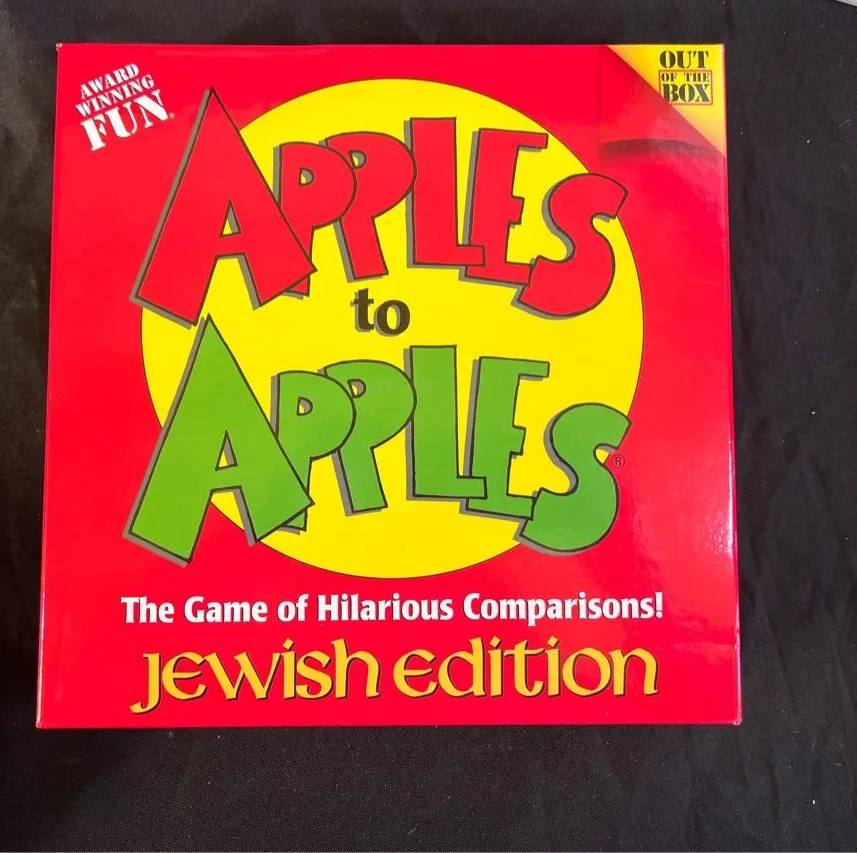 AWARD
WINNING
FUN
OUT
OF THE
BOX
APPLES
to
APPLES®
The Game of Hilarious Comparisons!
Jewish edition